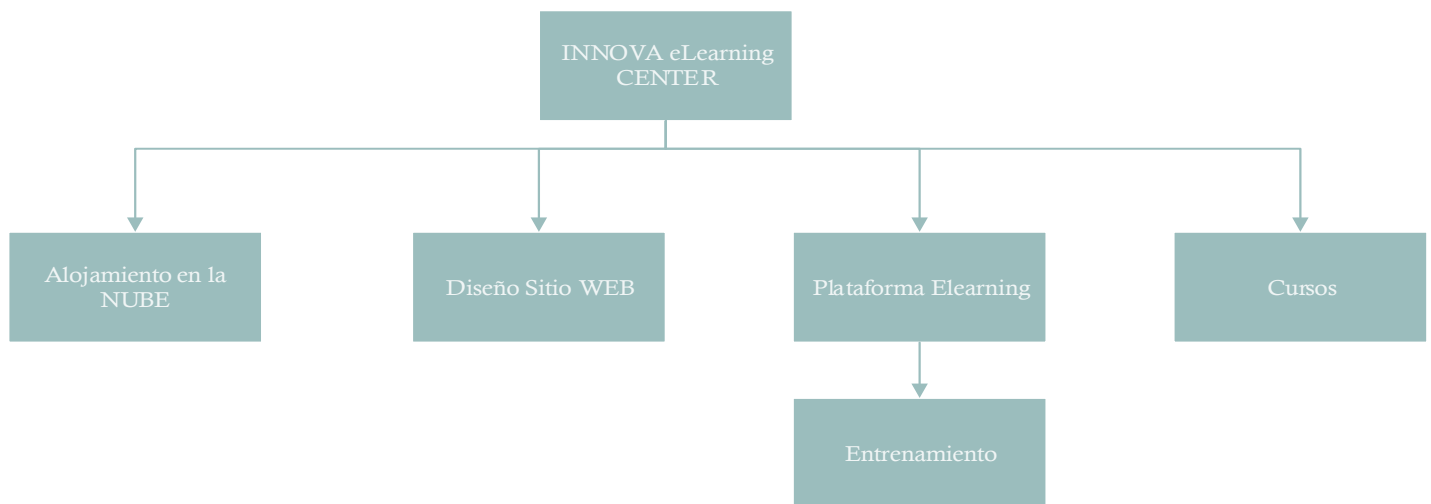 INNOVA eLearning
CENTER
Alojamiento en la
NUBE
Diseño Sitio WEB
Plataforma Elearning
Cursos
Entrenamiento